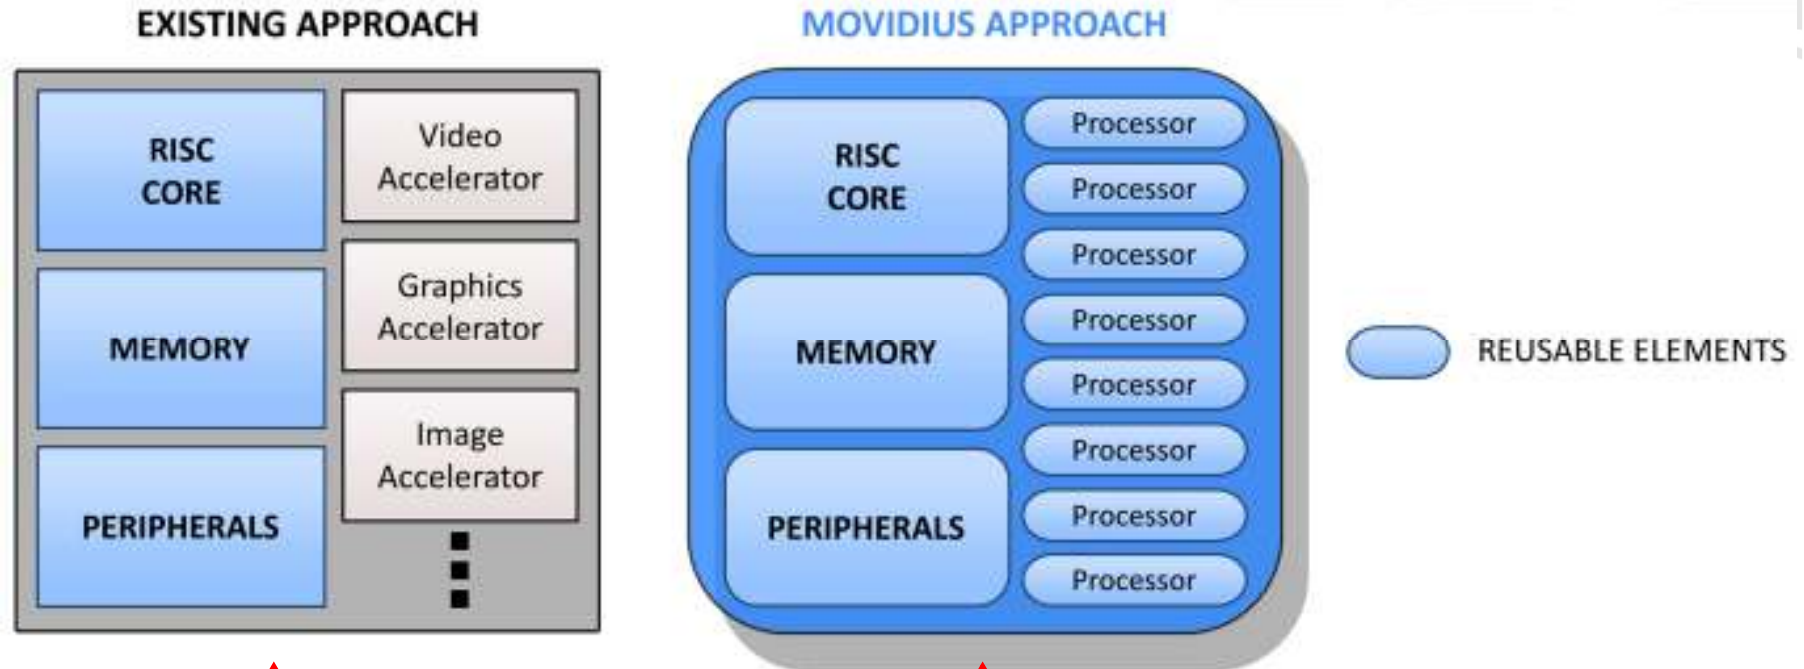 EXISTING APPROACH
RISC
CORE
MEMORY
PERIPHERALS
Video
Accelerator
Graphics
Accelerator
Image
Accelerator
MOVIDIUS APPROACH
RISC
CORE
MEMORY
PERIPHERALS
Processor
Processor
Processor
Processor
Processor
Processor
Processor
Processor
REUSABLE ELEMENTS